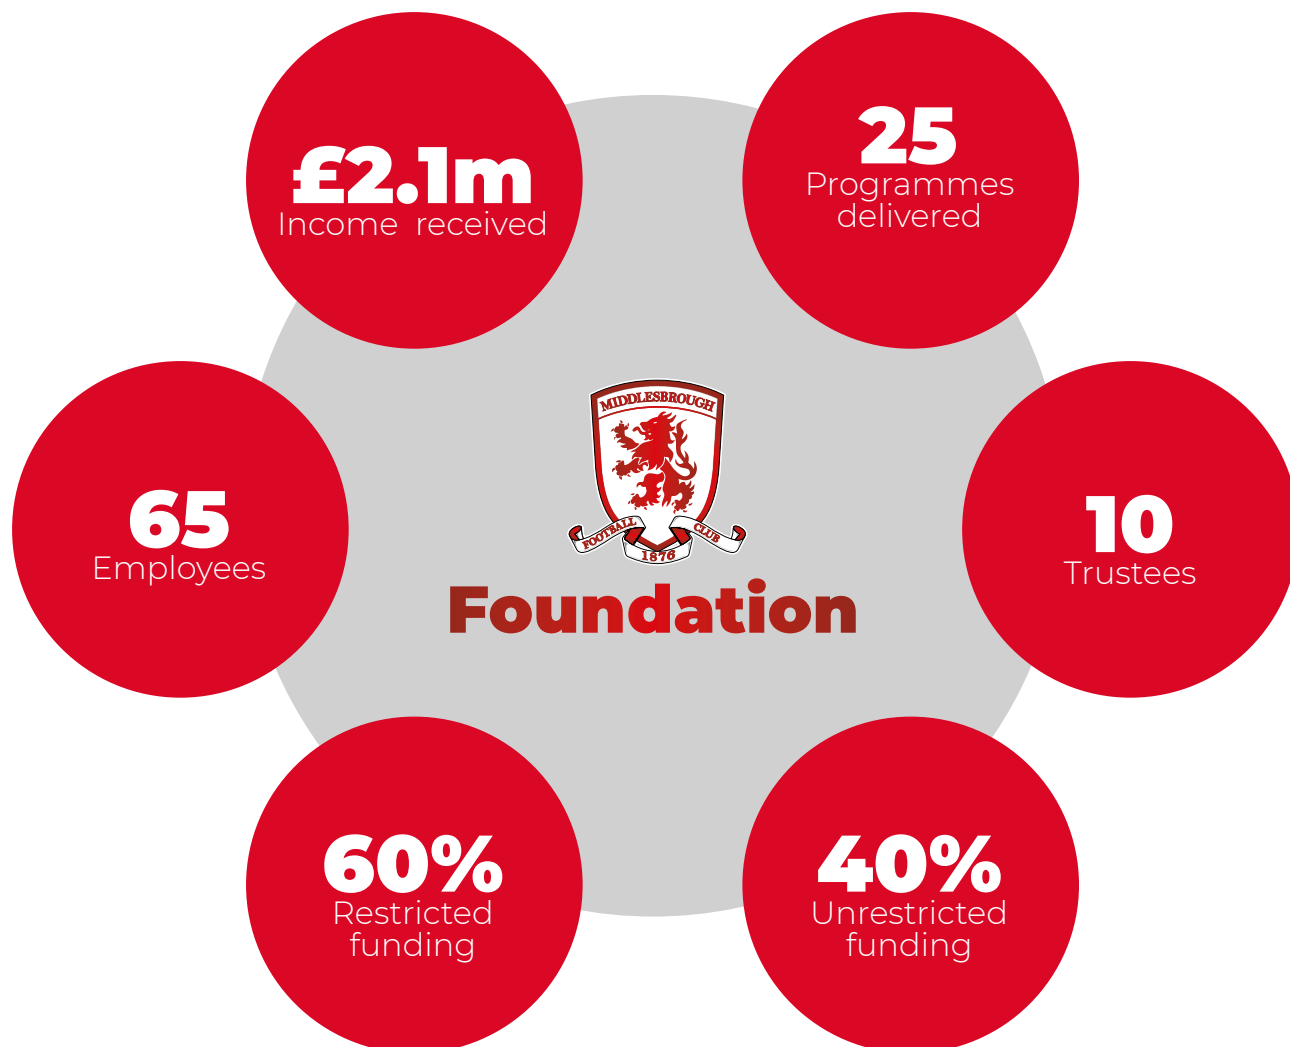 £2.1m
Income received
25
Programmes
delivered
65
Employees
MIDDLESBROUGH
FOOTBALL
CLUB
1876
Foundation
10
Trustees
60%
Restricted
funding
40%
Unrestricted
funding